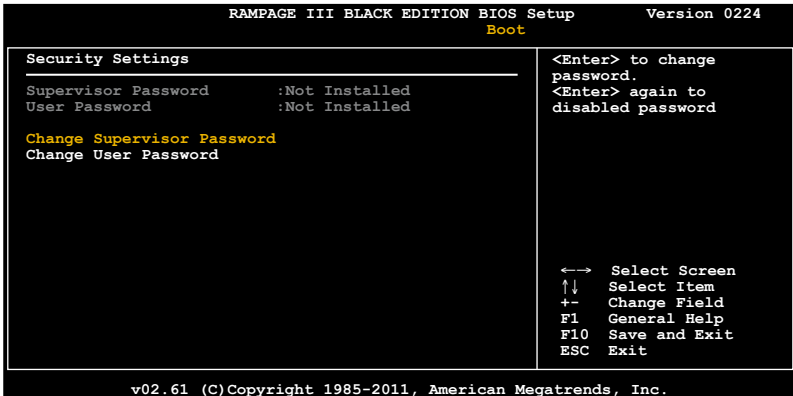 RAMPAGE III BLACK EDITION BIOS Setup Version 0224
Boot
Security Settings
Supervisor Password :Not Installed
User Password :Not Installed
Change Supervisor Password
Change User Password
<Enter> to change
password.
<Enter> again to
disabled password
←→ Select Screen
↑↓ Select Item
+- Change Field
F1 General Help
F10 Save and Exit
ESC Exit
v02.61 (C)Copyright 1985-2011, American Megatrends, Inc.